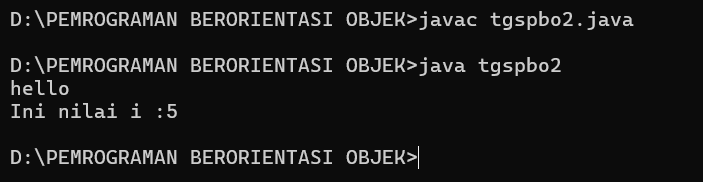 D:\PEMROGRAMAN BERORIENTASI OBJEK>javac tgspbo2.java
D:\PEMROGRAMAN BERORIENTASI OBJEK>java tgspbo2
hello
Ini nilai i :5
D:\PEMROGRAMAN BERORIENTASI OBJEK>